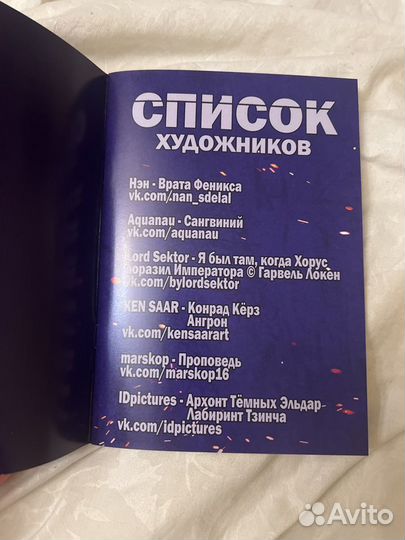 СПИСОК
ХУДОЖНИКОВ
Нэн - Врата Феникса
vk.com/nan_sdelal
Aquanau - Сангвиний
vk.com/aquanau
Lord Sektor - Я был там, когда Хорус
поразил Императора © Гарвель Локен
vk.com/bylordsektor
KEN SAAR - Конрад Кёрз
Ангрон
vk.com/kensaarart
marskop - Проповедь
vk.com/marskop16
IDpictures - Архонт Тёмных Эльдар
Лабиринт Тзинча
vk.com/idpictures
Avito